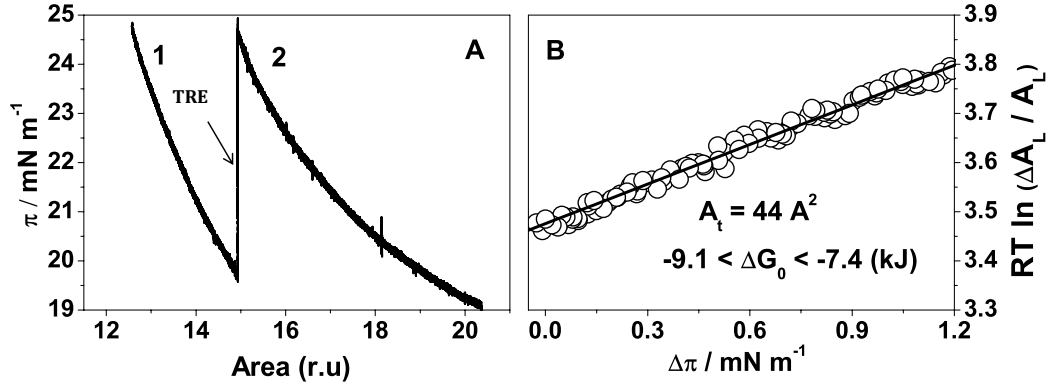 25
24
23
22
21
20
19
π / mN m⁻¹
1
2
A
TRE
12 14 16 18 20
Area (r.u)
B
Aₜ = 44 A²
-9.1 < ΔG₀ < -7.4 (kJ)
0.0 0.3 0.6 0.9 1.2
Δπ / mN m⁻¹
3.9
3.8
3.7
3.6
3.5
3.4
3.3
RT ln (ΔA_L / A_L)